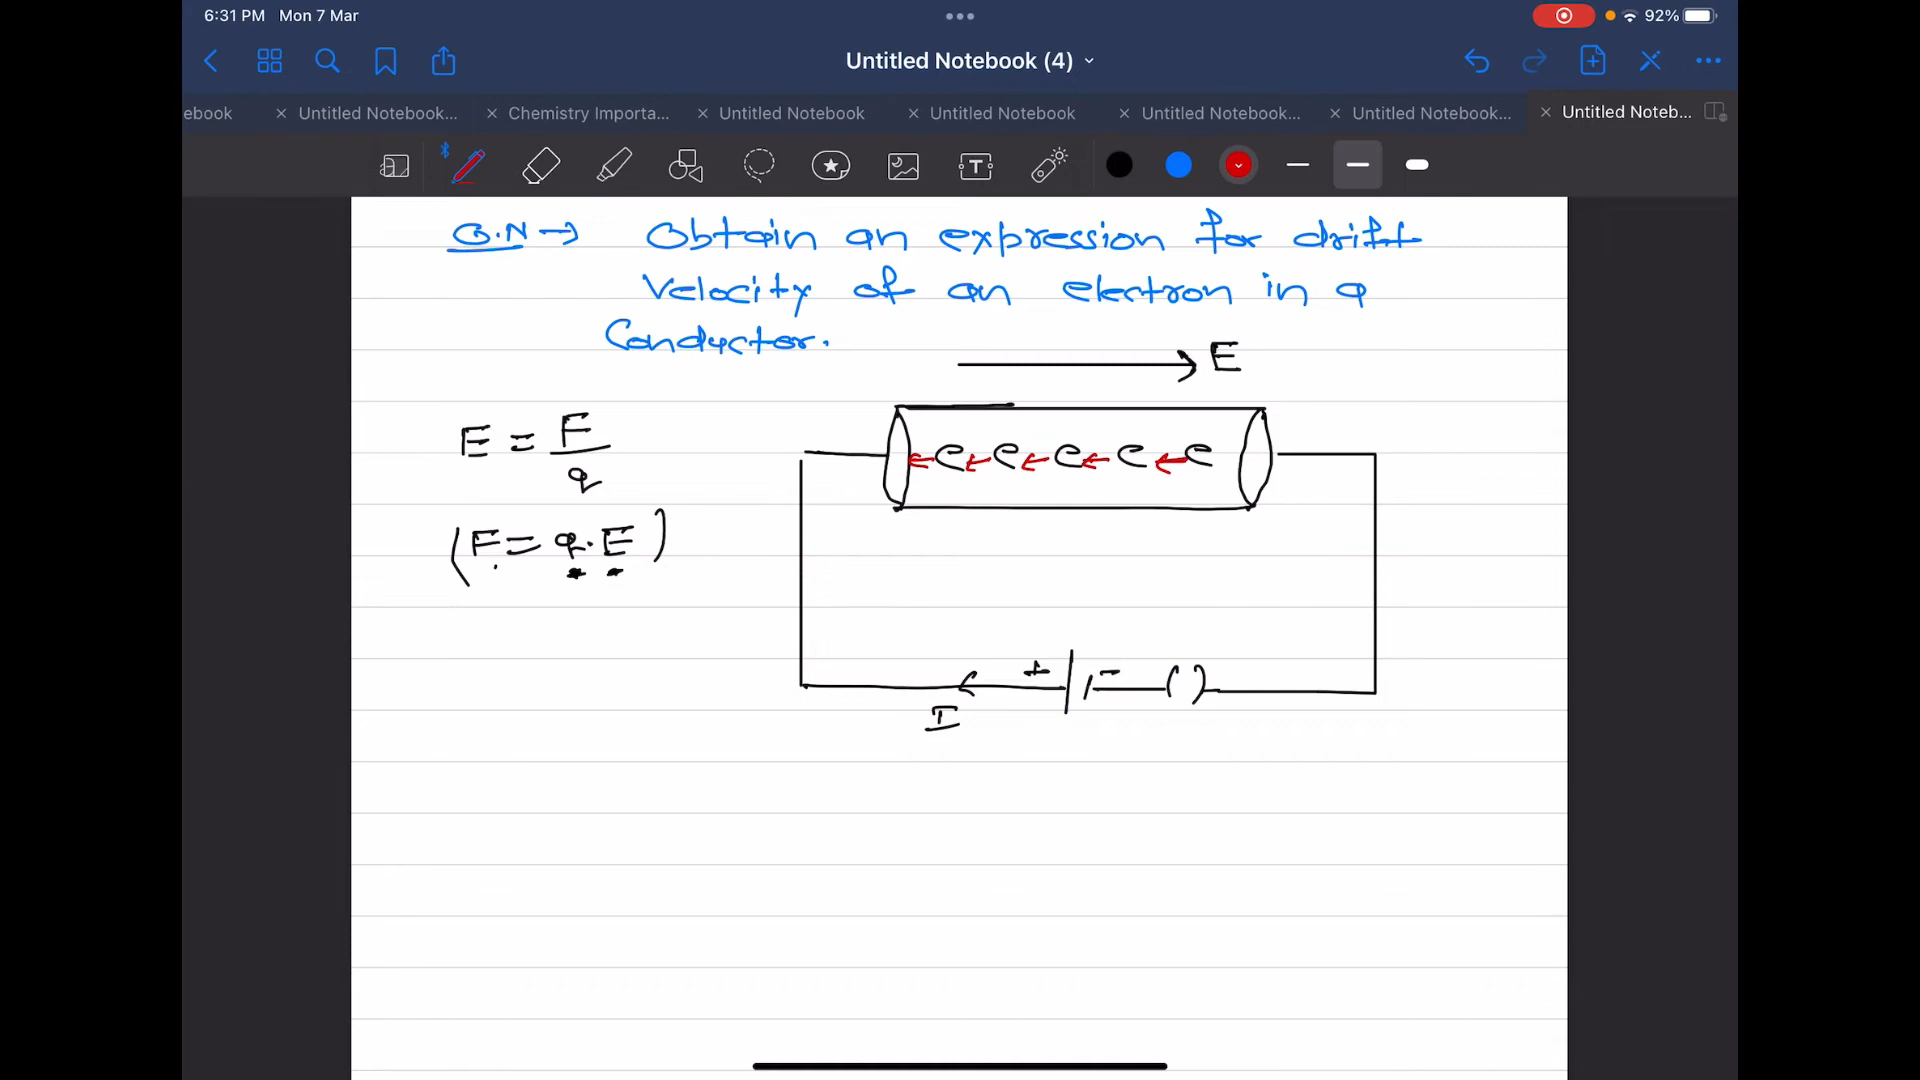 6:31 PM Mon 7 Mar
92%
Untitled Notebook (4)
ebook
Untitled Notebook...
Chemistry Importa...
Untitled Notebook
Untitled Notebook
Untitled Notebook...
Untitled Notebook...
Untitled Noteb...
Q.N → Obtain an expression for drift
velocity of an electron in a
Conductor.
E
E = F/q
e e e e e
(F = q.E)
+ -
( )
I